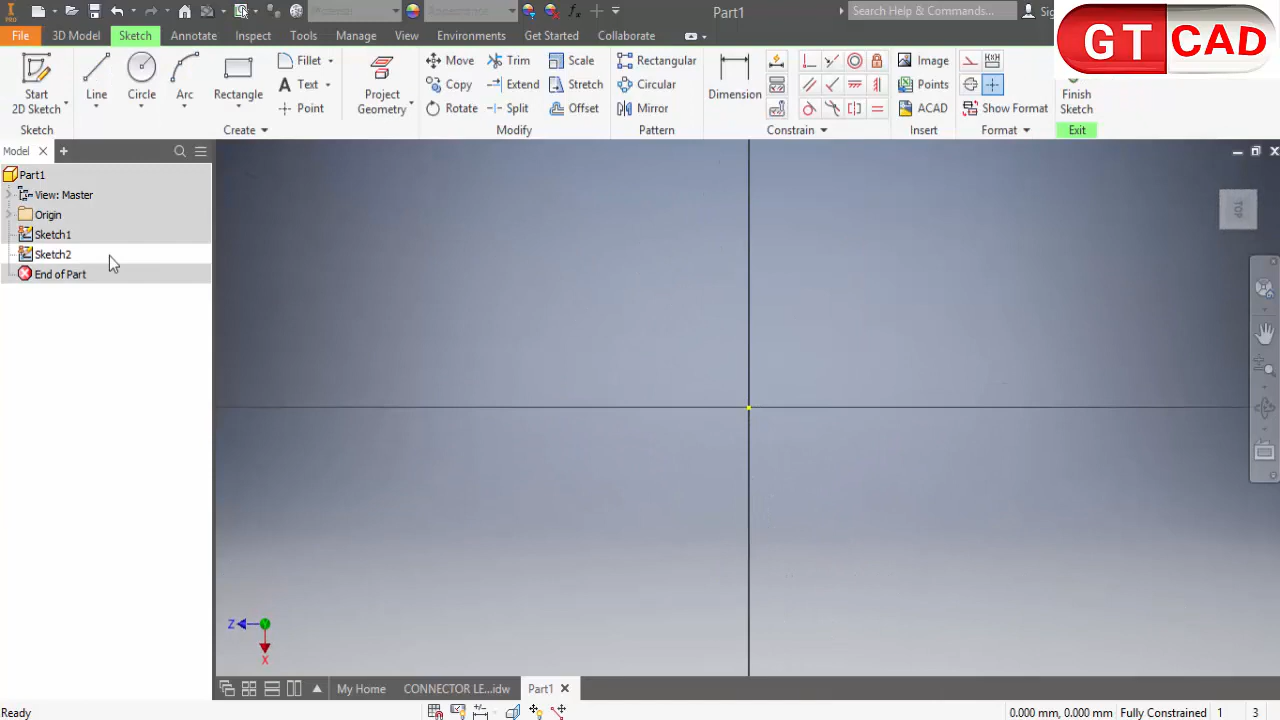 PRO
Part1
Search Help & Commands...
GT CAD
File 3D Model Sketch Annotate Inspect Tools Manage View Environments Get Started Collaborate
Start
2D Sketch
Line
Circle
Arc
Rectangle
Fillet
Text
Point
Project
Geometry
Move
Copy
Rotate
Trim
Extend
Split
Scale
Stretch
Offset
Rectangular
Circular
Mirror
Dimension
Image
Points
ACAD
Show Format
Finish
Sketch
Sketch Create Modify Pattern Constrain Insert Format Exit
Model
Part1
View: Master
Origin
Sketch1
Sketch2
End of Part
TOP
Z
X
My Home CONNECTOR LE...idw Part1
Ready 0.000 mm, 0.000 mm Fully Constrained 1 3